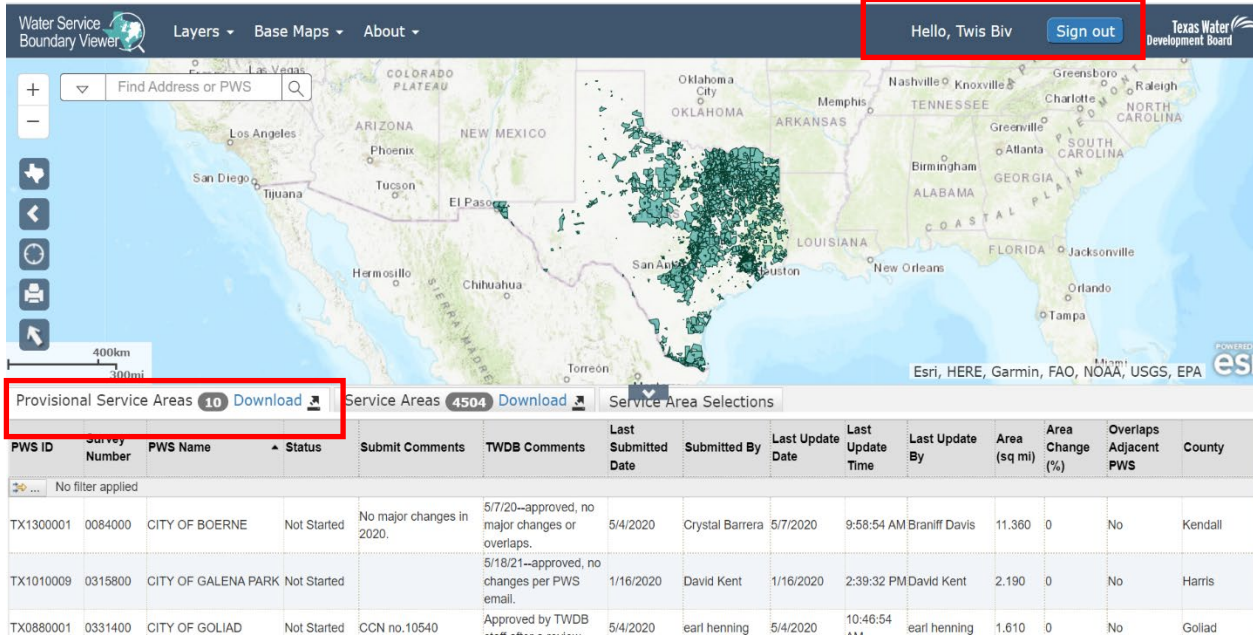 Water Service
Boundary Viewer
Layers Base Maps About
Hello, Twis Biv Sign out
Texas Water
Development Board
Find Address or PWS
Las Vegas
COLORADO
PLATEAU
Los Angeles
ARIZONA
NEW MEXICO
Phoenix
San Diego
Tijuana
Tucson
El Paso
Hermosillo
Chihuahua
SIERRA MADRE
Torreón
Oklahoma
City
OKLAHOMA
Memphis
ARKANSAS
Nashville
Knoxville
TENNESSEE
Greensboro
Raleigh
Charlotte
NORTH
CAROLINA
Greenville
Atlanta
SOUTH
CAROLINA
PIEDMONT
Birmingham
GEORGIA
ALABAMA
COASTAL PLAIN
LOUISIANA
New Orleans
San Ant
Houston
FLORIDA
Jacksonville
Orlando
Tampa
Miami
400km
300mi
Esri, HERE, Garmin, FAO, NOAA, USGS, EPA
POWERED
esri
Provisional Service Areas 10 Download Service Areas 4504 Download Service Area Selections
PWS ID Survey Number PWS Name Status Submit Comments TWDB Comments Last Submitted Date Submitted By Last Update Date Last Update Time Last Update By Area (sq mi) Area Change (%) Overlaps Adjacent PWS County
... No filter applied
TX1300001 0084000 CITY OF BOERNE Not Started No major changes in 2020. 5/7/20--approved, no major changes or overlaps. 5/4/2020 Crystal Barrera 5/7/2020 9:58:54 AM Braniff Davis 11.360 0 No Kendall
TX1010009 0315800 CITY OF GALENA PARK Not Started 5/18/21--approved, no changes per PWS email. 1/16/2020 David Kent 1/16/2020 2:39:32 PM David Kent 2.190 0 No Harris
TX0880001 0331400 CITY OF GOLIAD Not Started CCN no.10540 Approved by TWDB staff after a review 5/4/2020 earl henning 5/4/2020 10:46:54 AM earl henning 1.610 0 No Goliad